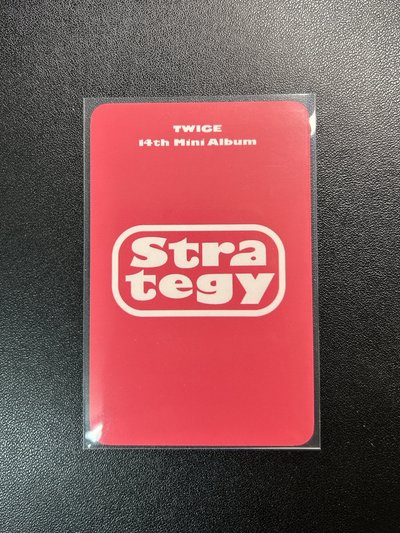 TWICE
14th Mini Album
Stra
tegy